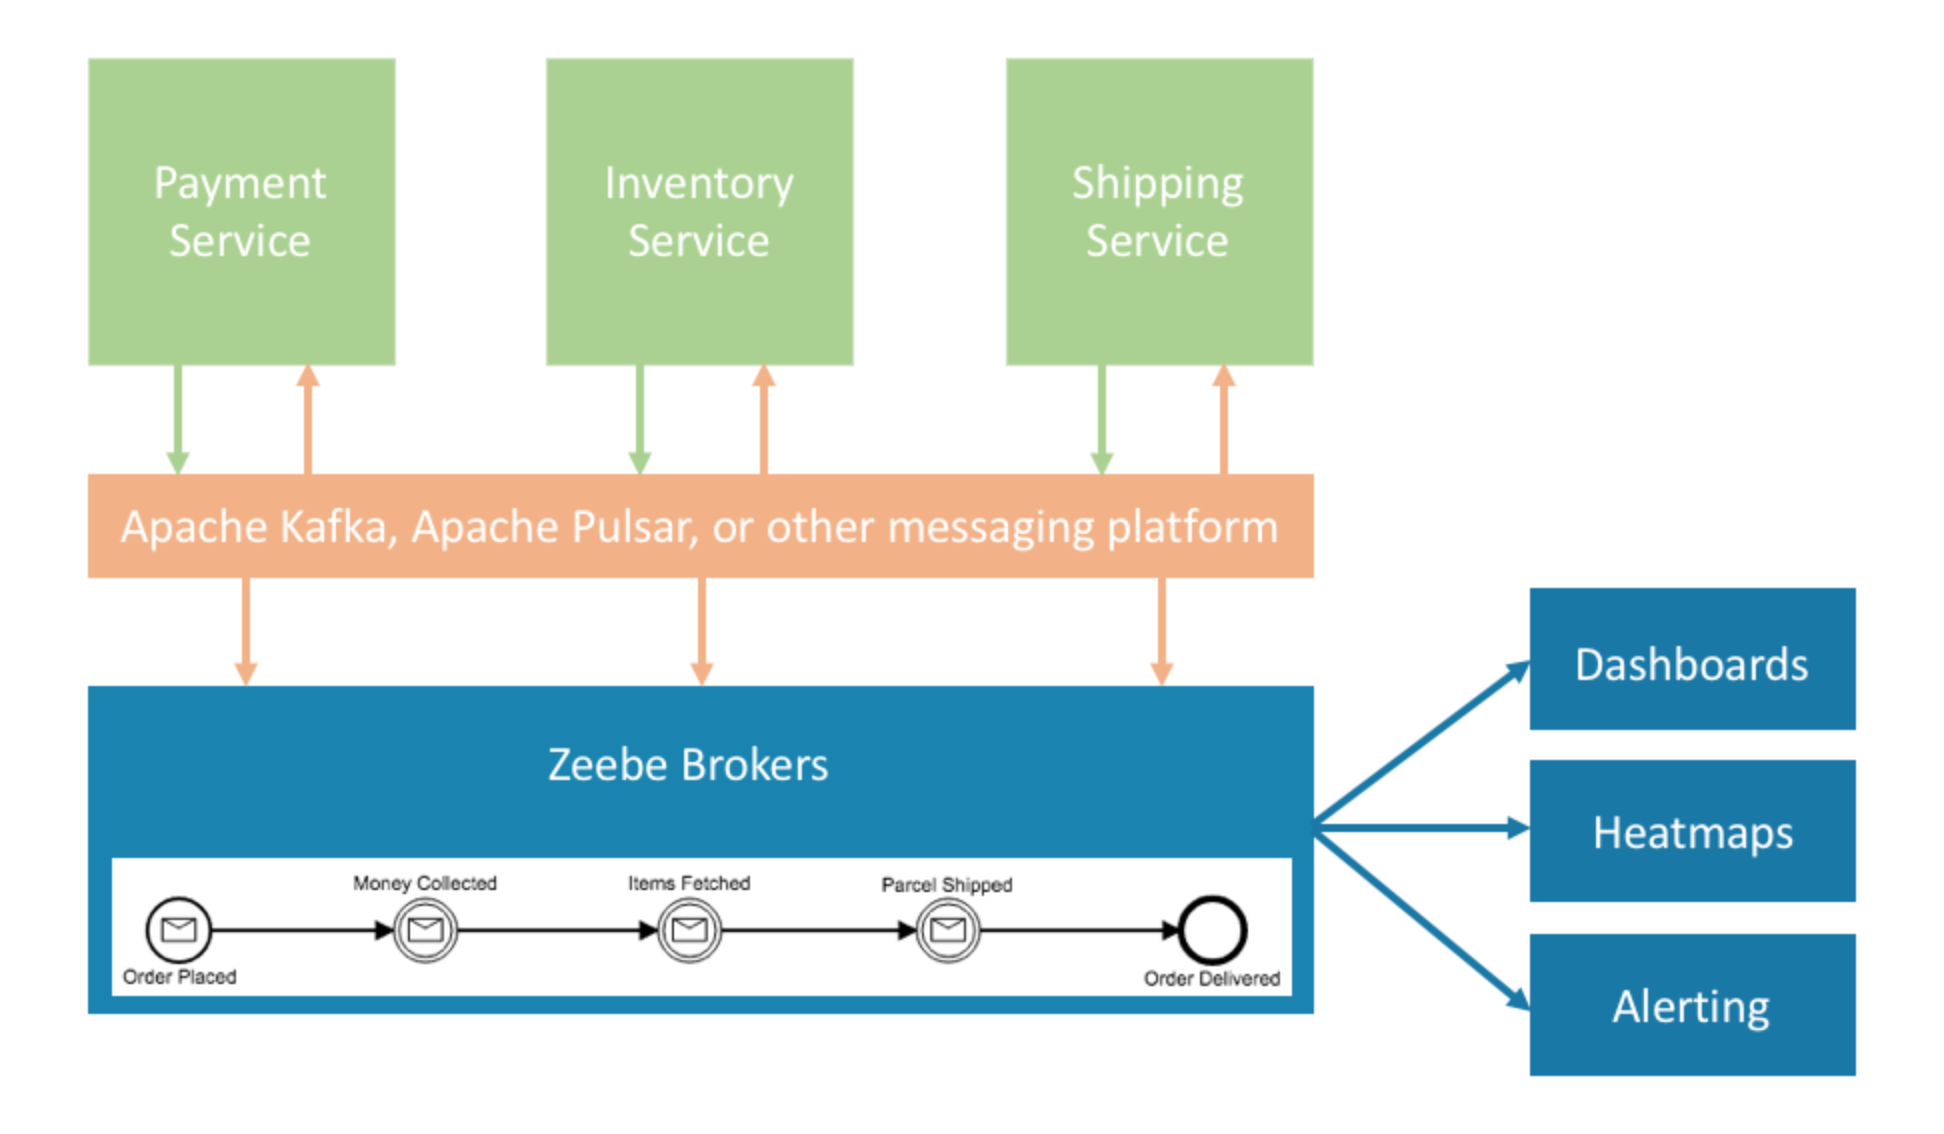 Payment
Service
Inventory
Service
Shipping
Service
Apache Kafka, Apache Pulsar, or other messaging platform
Zeebe Brokers
Money Collected
Items Fetched
Parcel Shipped
Order Placed
Order Delivered
Dashboards
Heatmaps
Alerting